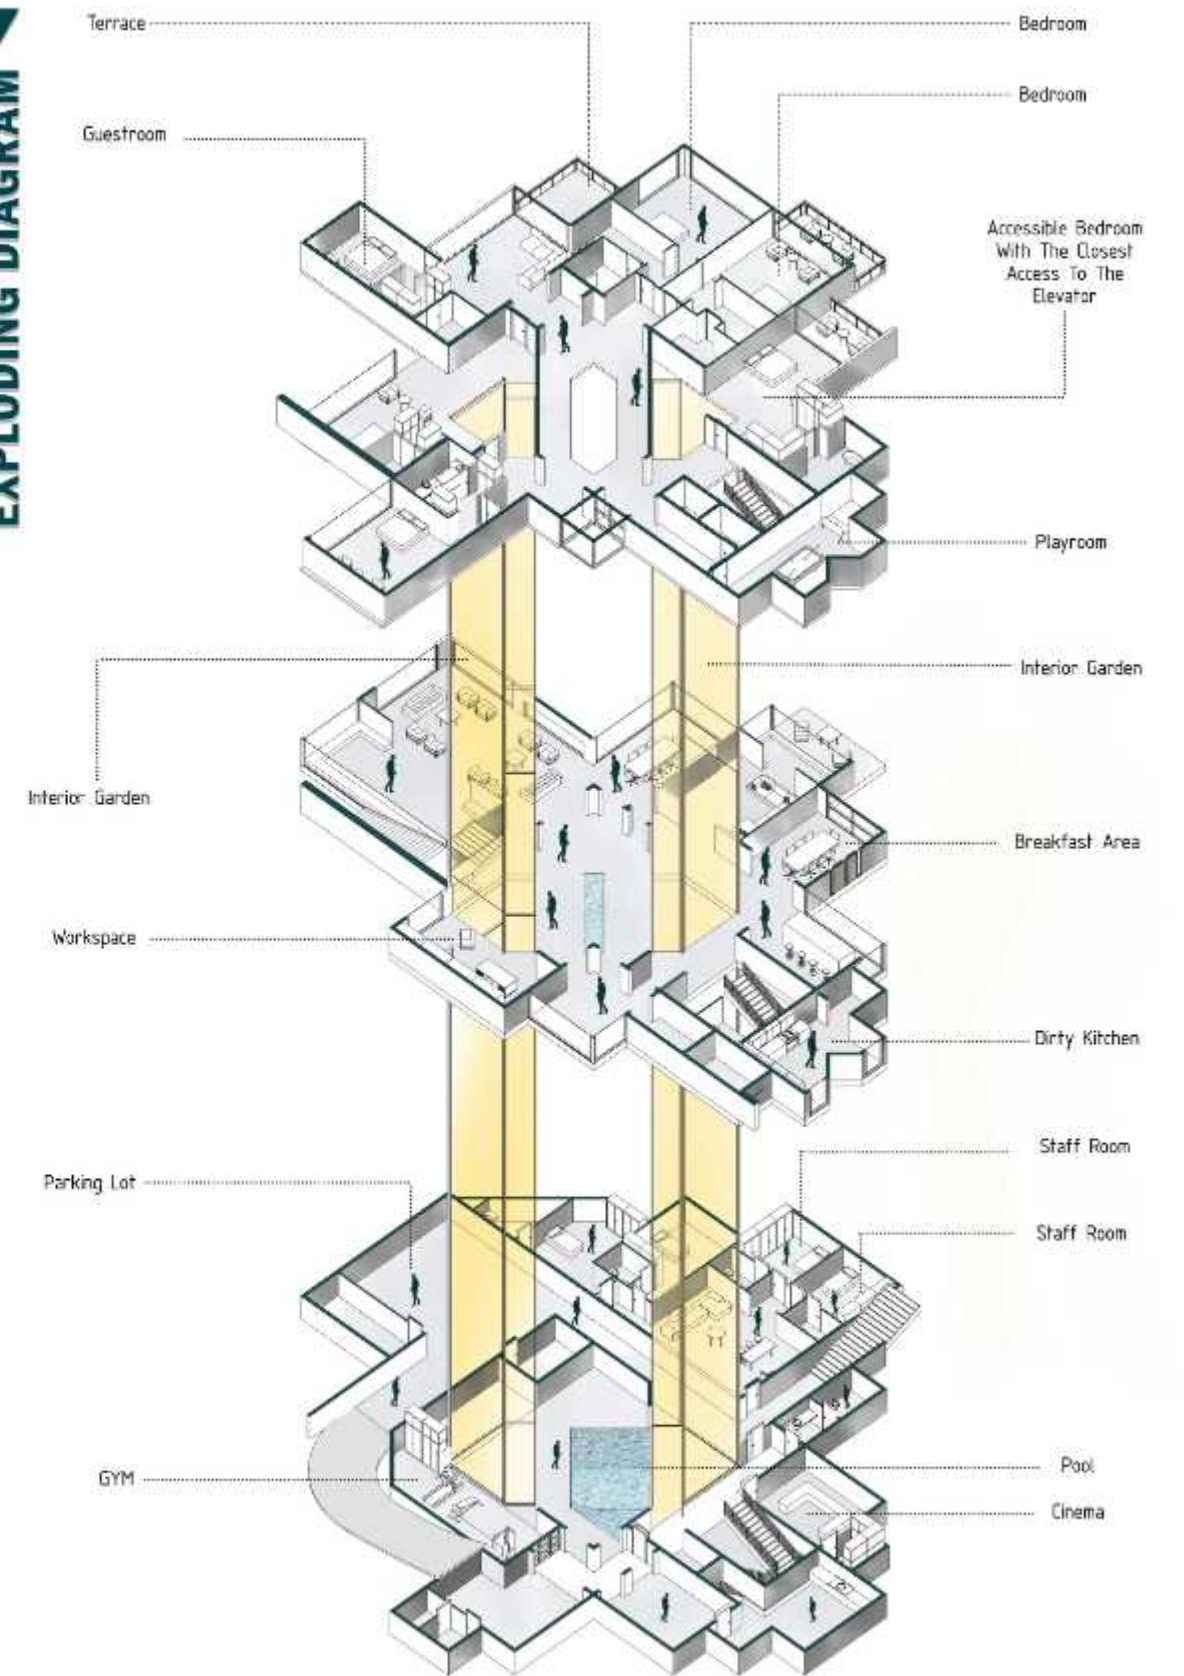 EXPLODING DIAGRAM
Terrace
Bedroom
Bedroom
Guestroom
Accessible Bedroom
With The Closest
Access To The
Elevator
Playroom
Interior Garden
Interior Garden
Breakfast Area
Workspace
Dirty Kitchen
Staff Room
Parking Lot
Staff Room
Pool
GYM
Cinema